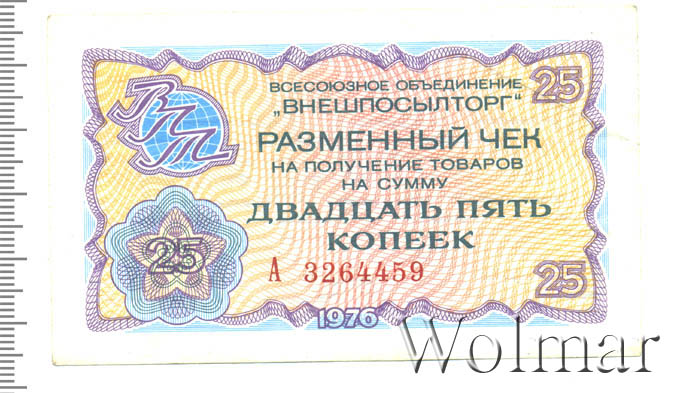 ВПТ
ВСЕСОЮЗНОЕ ОБЪЕДИНЕНИЕ
„ВНЕШПОСЫЛТОРГ"
25
РАЗМЕННЫЙ ЧЕК
НА ПОЛУЧЕНИЕ ТОВАРОВ
НА СУММУ
ДВАДЦАТЬ ПЯТЬ
КОПЕЕК
25
А 3264459
25
1976
Wolmar